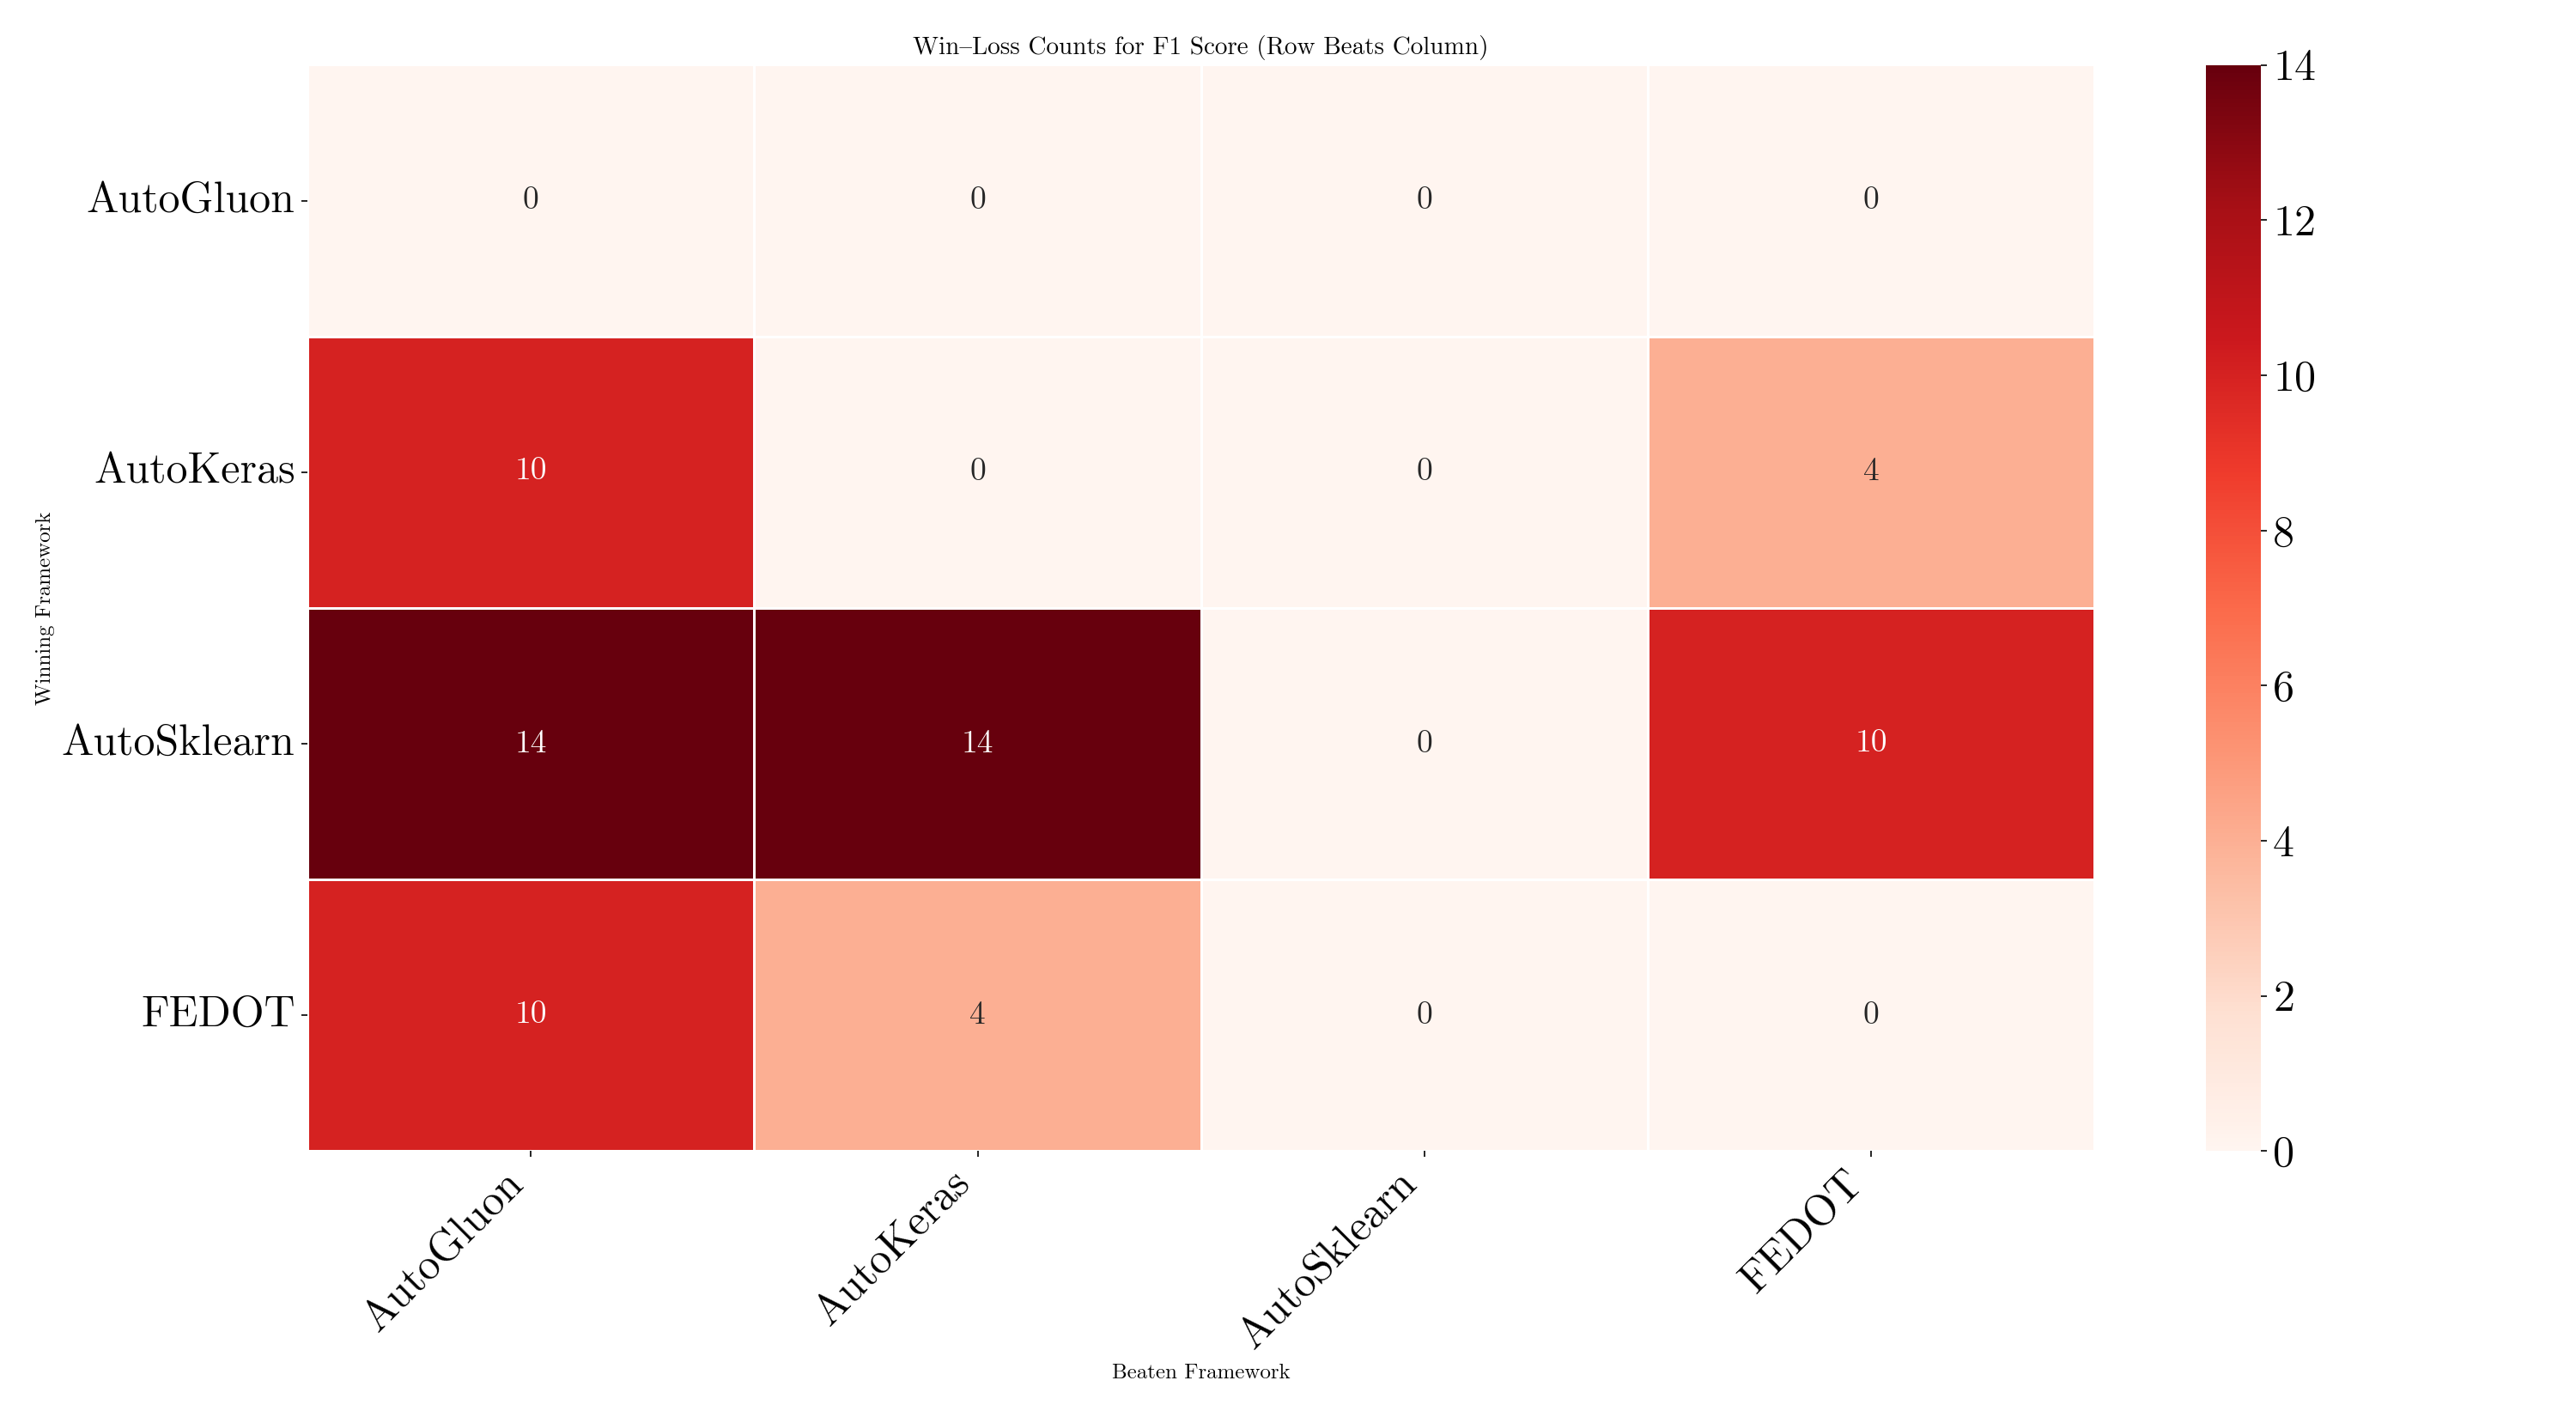 Win–Loss Counts for F1 Score (Row Beats Column)
Winning Framework
AutoGluon 0 0 0 0
AutoKeras 10 0 0 4
AutoSklearn 14 14 0 10
FEDOT 10 4 0 0
AutoGluon AutoKeras AutoSklearn FEDOT
Beaten Framework
14
12
10
8
6
4
2
0